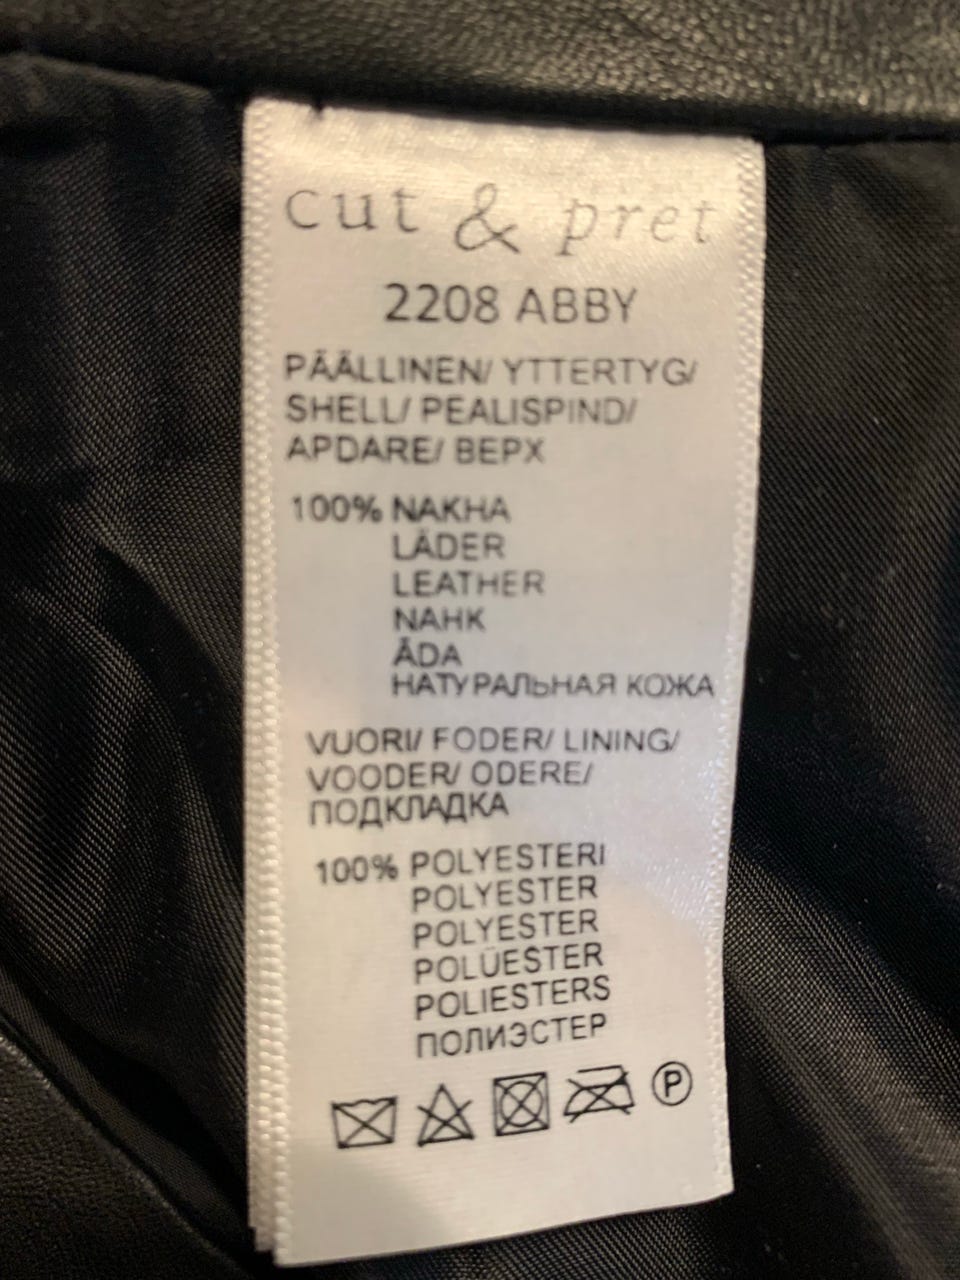 cut & pret
2208 ABBY
PÄÄLLINEN/ YTTERTYG/
SHELL/ PEALISPIND/
APDARE/ ВЕРХ
100% NAKHA
LÄDER
LEATHER
NAHK
ĀDA
НАТУРАЛЬНАЯ КОЖА
VUORI/ FODER/ LINING/
VOODER/ ODERE/
ПОДКЛАДКА
100% POLYESTERI
POLYESTER
POLYESTER
POLÜESTER
POLIESTERS
ПОЛИЭСТЕР
P